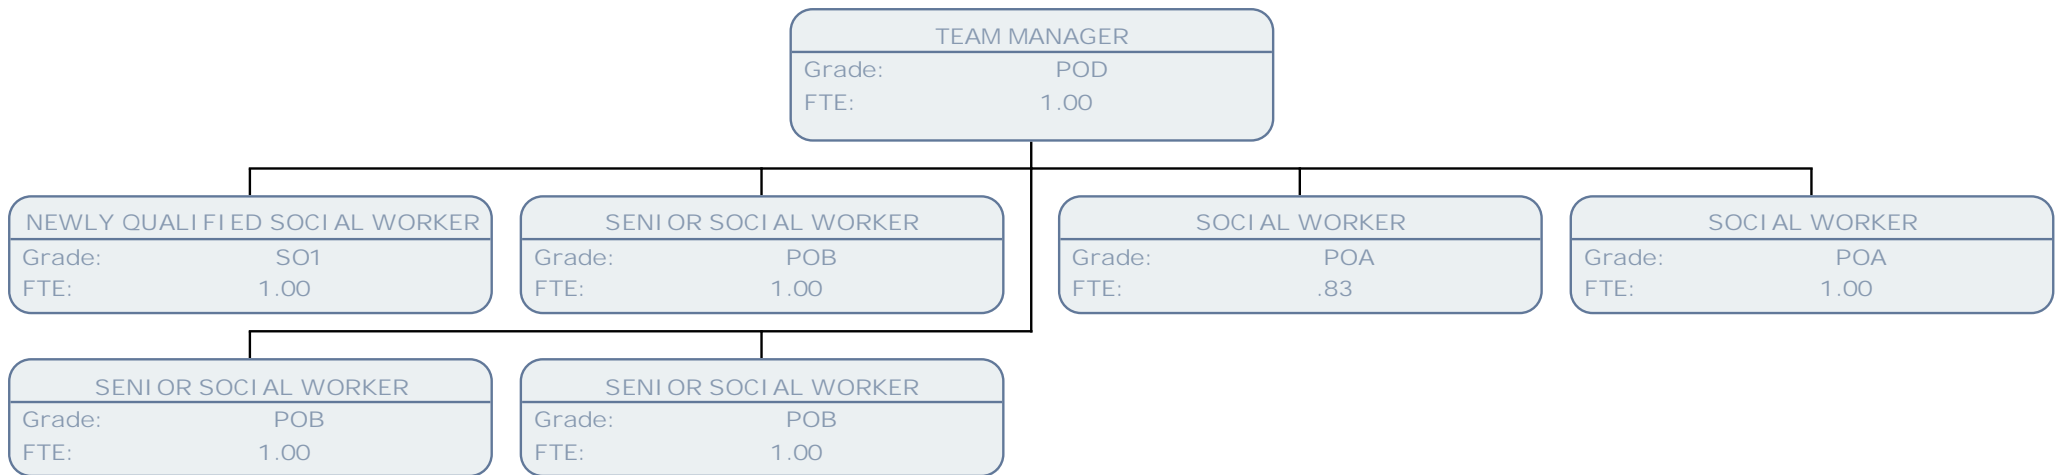 TEAM MANAGER
Grade: POD
FTE: 1.00
NEWLY QUALIFIED SOCIAL WORKER
Grade: SO1
FTE: 1.00
SENIOR SOCIAL WORKER
Grade: POB
FTE: 1.00
SOCIAL WORKER
Grade: POA
FTE: .83
SOCIAL WORKER
Grade: POA
FTE: 1.00
SENIOR SOCIAL WORKER
Grade: POB
FTE: 1.00
SENIOR SOCIAL WORKER
Grade: POB
FTE: 1.00